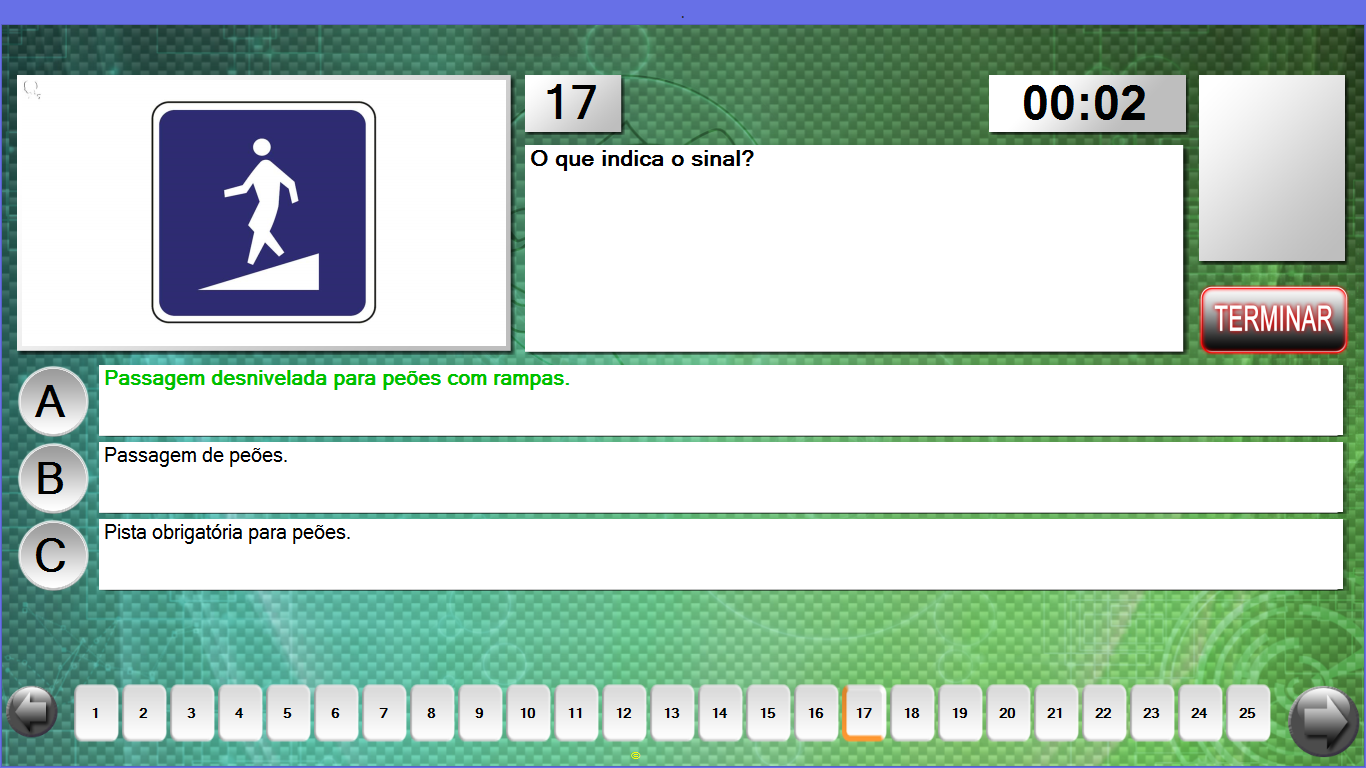 17
00:02
O que indica o sinal?
TERMINAR
A
Passagem desnivelada para peões com rampas.
B
Passagem de peões.
C
Pista obrigatória para peões.
1 2 3 4 5 6 7 8 9 10 11 12 13 14 15 16 17 18 19 20 21 22 23 24 25